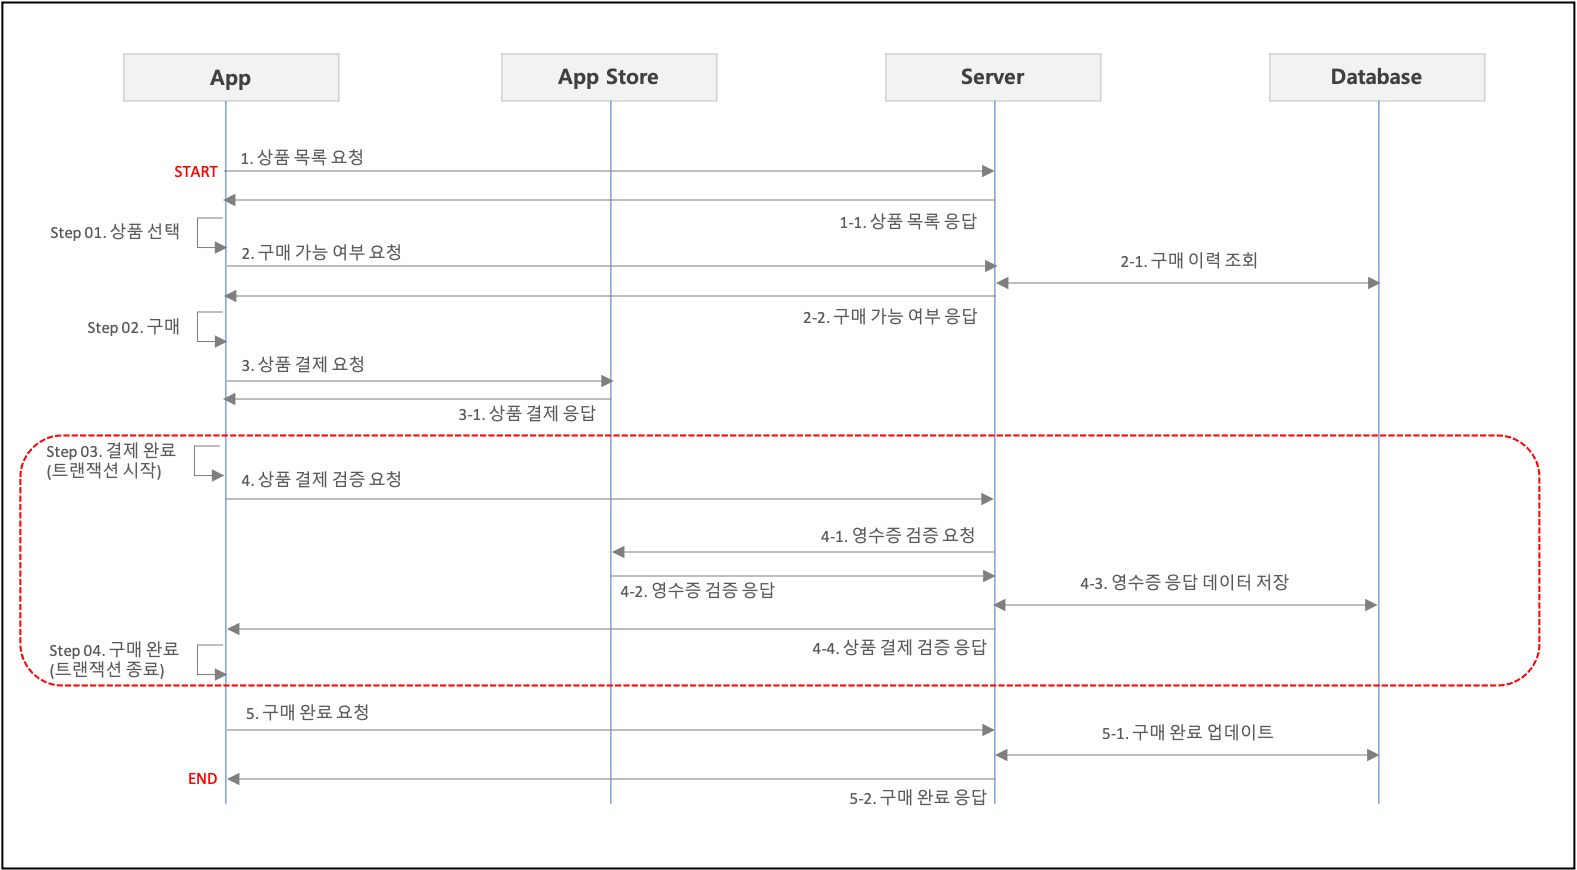 App
App Store
Server
Database
1. 상품 목록 요청
START
1-1. 상품 목록 응답
Step 01. 상품 선택
2. 구매 가능 여부 요청
2-1. 구매 이력 조회
2-2. 구매 가능 여부 응답
Step 02. 구매
3. 상품 결제 요청
3-1. 상품 결제 응답
Step 03. 결제 완료
(트랜잭션 시작)
4. 상품 결제 검증 요청
4-1. 영수증 검증 요청
4-2. 영수증 검증 응답
4-3. 영수증 응답 데이터 저장
4-4. 상품 결제 검증 응답
Step 04. 구매 완료
(트랜잭션 종료)
5. 구매 완료 요청
5-1. 구매 완료 업데이트
END
5-2. 구매 완료 응답